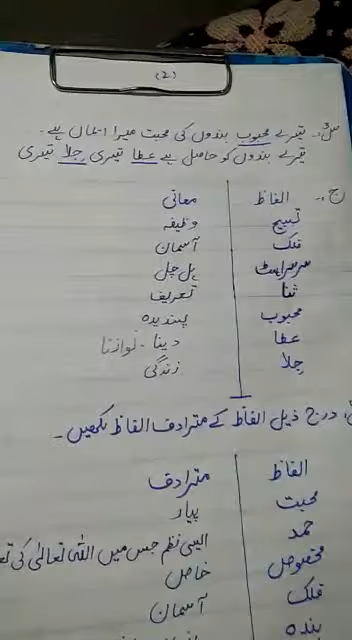 (2)
تیرے محبوب بندوں کی محبت میرا ایمان ہے۔
تیرے بندوں کو حاصل ہے عطا تیری جلا تیری
ج۔ الفاظ معانی
تسبیح وظیفہ
فلک آسمان
سرسراہٹ ہل چل
ثنا تعریف
محبوب پسندیدہ
عطا دینا۔ نوازنا
جلا زندگی
درج ذیل الفاظ کے مترادف الفاظ لکھیں۔
الفاظ مترادف
محبت پیار
حمد ایسی نظم جس میں اللہ تعالیٰ کی
مخصوص خاص
فلک آسمان
بندہ